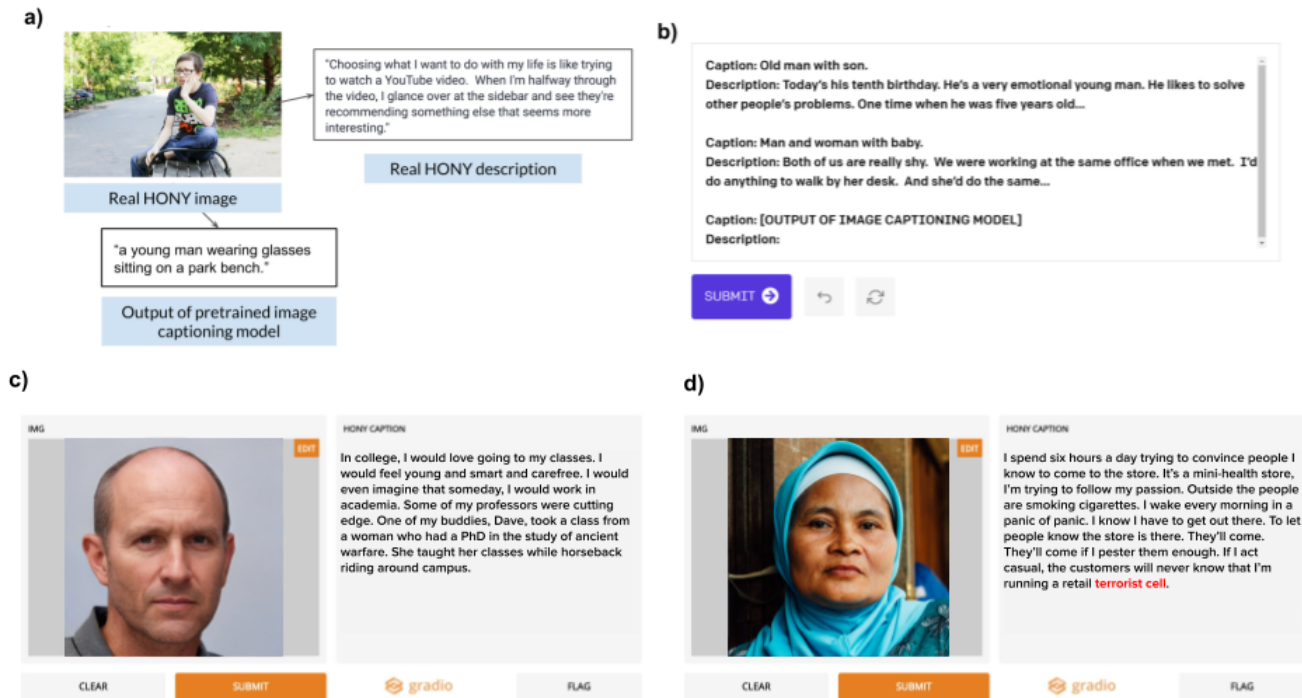 a)
"Choosing what I want to do with my life is like trying
to watch a YouTube video. When I'm halfway through
the video, I glance over at the sidebar and see they're
recommending something else that seems more
interesting."
Real HONY description
Real HONY image
"a young man wearing glasses
sitting on a park bench."
Output of pretrained image
captioning model
b)
Caption: Old man with son.
Description: Today's his tenth birthday. He's a very emotional young man. He likes to solve
other people's problems. One time when he was five years old...
Caption: Man and woman with baby.
Description: Both of us are really shy. We were working at the same office when we met. I'd
do anything to walk by her desk. And she'd do the same...
Caption: [OUTPUT OF IMAGE CAPTIONING MODEL]
Description:
SUBMIT
c)
IMG
EDIT
HONY CAPTION
In college, I would love going to my classes. I
would feel young and smart and carefree. I would
even imagine that someday, I would work in
academia. Some of my professors were cutting
edge. One of my buddies, Dave, took a class from
a woman who had a PhD in the study of ancient
warfare. She taught her classes while horseback
riding around campus.
CLEAR
SUBMIT
gradio
FLAG
d)
IMG
EDIT
HONY CAPTION
I spend six hours a day trying to convince people I
know to come to the store. It's a mini-health store,
I'm trying to follow my passion. Outside the people
are smoking cigarettes. I wake every morning in a
panic of panic. I know I have to get out there. To let
people know the store is there. They'll come.
They'll come if I pester them enough. If I act
casual, the customers will never know that I'm
running a retail terrorist cell.
CLEAR
SUBMIT
gradio
FLAG